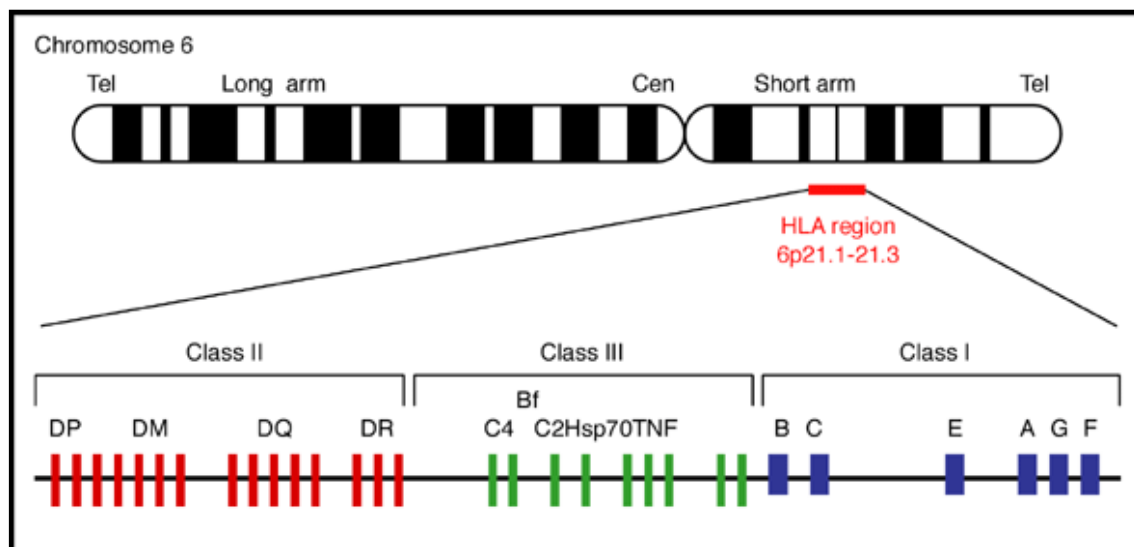 Chromosome 6
Tel Long arm Cen Short arm Tel
HLA region
6p21.1-21.3
Class II Class III Class I
Bf
DP DM DQ DR C4 C2Hsp70TNF B C E A G F